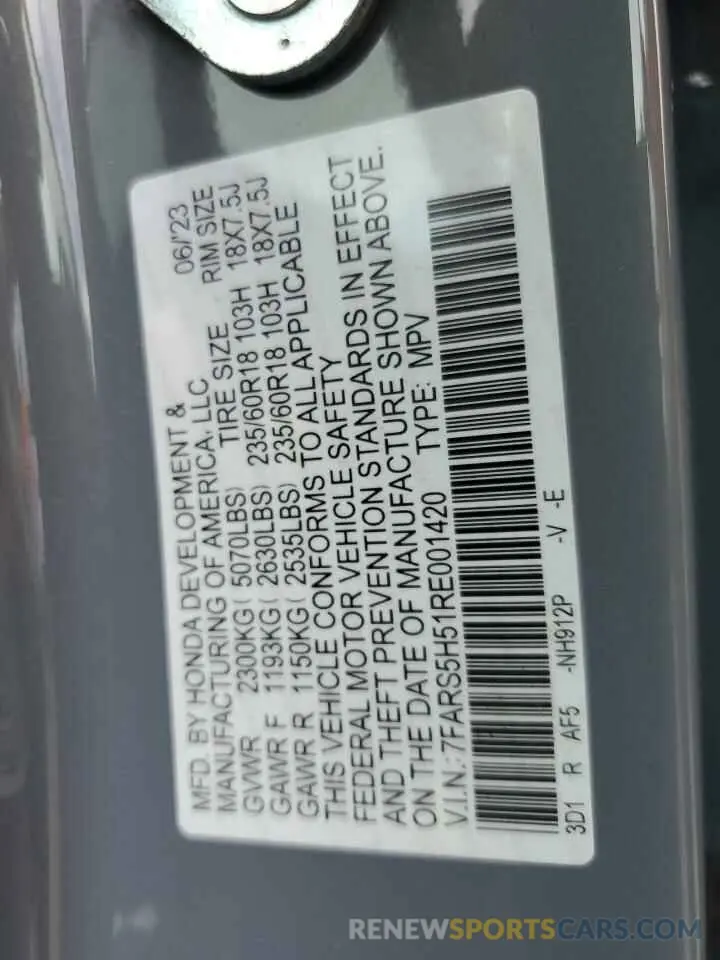 MFD. BY HONDA DEVELOPMENT & 06/'23
MANUFACTURING OF AMERICA, LLC TIRE SIZE RIM SIZE
GVWR 2300KG( 5070LBS) 235/60R18 103H 18X7.5J
GAWR F 1193KG( 2630LBS) 235/60R18 103H 18X7.5J
GAWR R 1150KG( 2535LBS)
THIS VEHICLE CONFORMS TO ALL APPLICABLE
FEDERAL MOTOR VEHICLE SAFETY
AND THEFT PREVENTION STANDARDS IN EFFECT
ON THE DATE OF MANUFACTURE SHOWN ABOVE.
V.I.N.:7FARS5H51RE001420 TYPE: MPV
3D1 R AF5 -NH912P -V -E
RENEWSPORTSCARS.COM